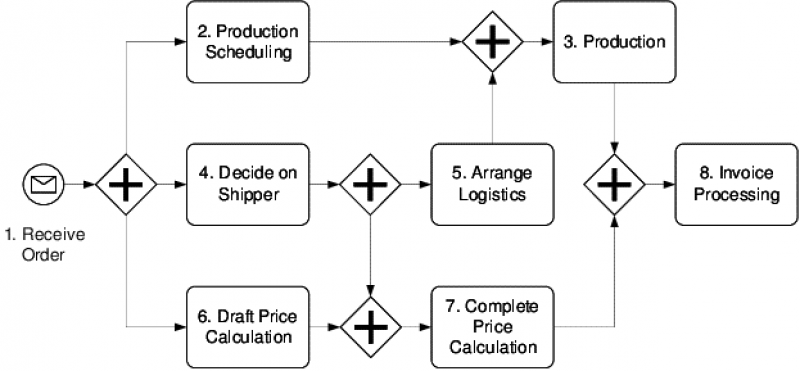 2. Production
Scheduling
3. Production
4. Decide on
Shipper
5. Arrange
Logistics
8. Invoice
Processing
1. Receive
Order
6. Draft Price
Calculation
7. Complete
Price
Calculation